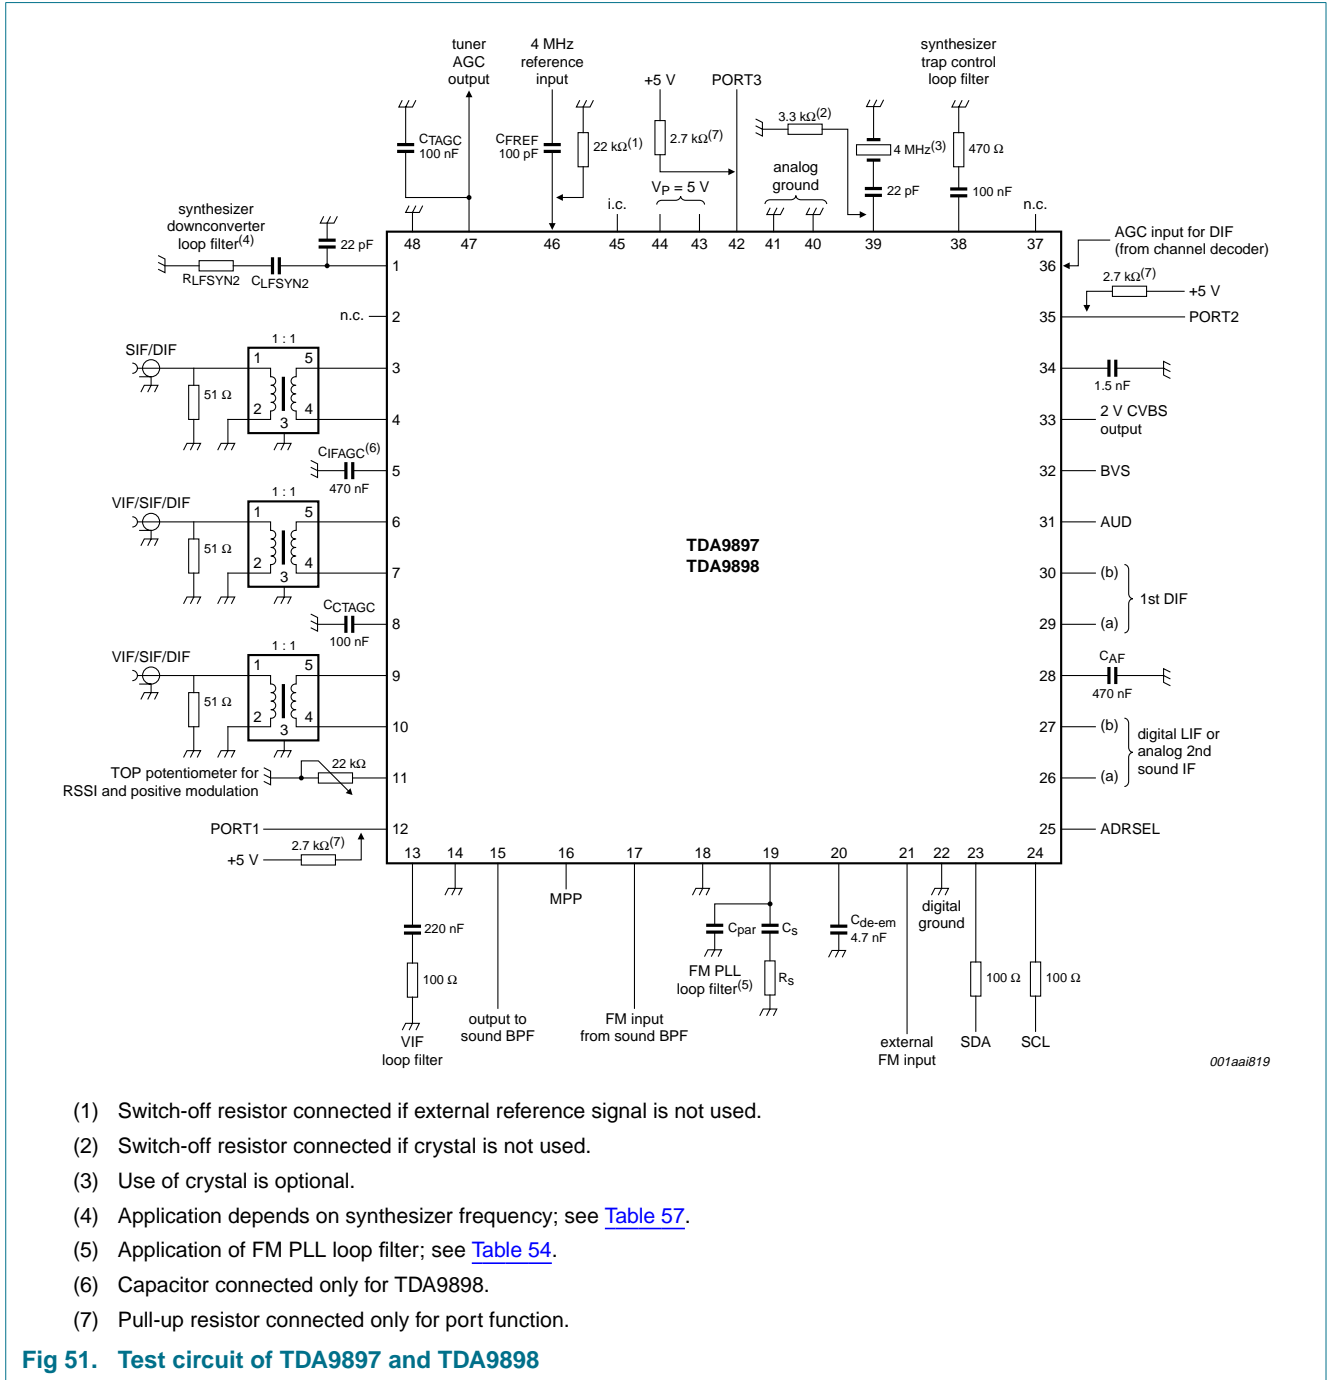 tuner
AGC
output
4 MHz
reference
input
synthesizer
trap control
loop filter
+5 V
PORT3
CTAGC
100 nF
CFREF
100 pF
22 kΩ(1)
2.7 kΩ(7)
3.3 kΩ(2)
4 MHz(3)
470 Ω
analog
ground
22 pF
100 nF
VP = 5 V
i.c.
n.c.
synthesizer
downconverter
loop filter(4)
22 pF
RLFSYN2
CLFSYN2
48
47
46
45
44
43
42
41
40
39
38
37
AGC input for DIF
(from channel decoder)
1
36
2.7 kΩ(7)
+5 V
n.c.
2
35
PORT2
1 : 1
SIF/DIF
1
5
51 Ω
2
4
3
3
4
34
1.5 nF
33
2 V CVBS
output
CIFAGC(6)
470 nF
5
32
BVS
1 : 1
VIF/SIF/DIF
1
5
51 Ω
2
4
3
6
7
31
AUD
TDA9897
TDA9898
30
(b)
1st DIF
29
(a)
CCTAGC
100 nF
8
1 : 1
VIF/SIF/DIF
1
5
51 Ω
2
4
3
9
10
28
CAF
470 nF
27
(b)
digital LIF or
analog 2nd
sound IF
26
(a)
TOP potentiometer for
RSSI and positive modulation
22 kΩ
11
PORT1
12
2.7 kΩ(7)
+5 V
25
ADRSEL
13
14
15
16
17
18
19
20
21
22
23
24
MPP
digital
ground
220 nF
100 Ω
VIF
loop filter
output to
sound BPF
FM input
from sound BPF
Cpar
Cs
FM PLL
loop filter(5)
Rs
Cde-em
4.7 nF
external
FM input
100 Ω
100 Ω
SDA
SCL
001aai819
(1) Switch-off resistor connected if external reference signal is not used.
(2) Switch-off resistor connected if crystal is not used.
(3) Use of crystal is optional.
(4) Application depends on synthesizer frequency; see Table 57.
(5) Application of FM PLL loop filter; see Table 54.
(6) Capacitor connected only for TDA9898.
(7) Pull-up resistor connected only for port function.
Fig 51. Test circuit of TDA9897 and TDA9898